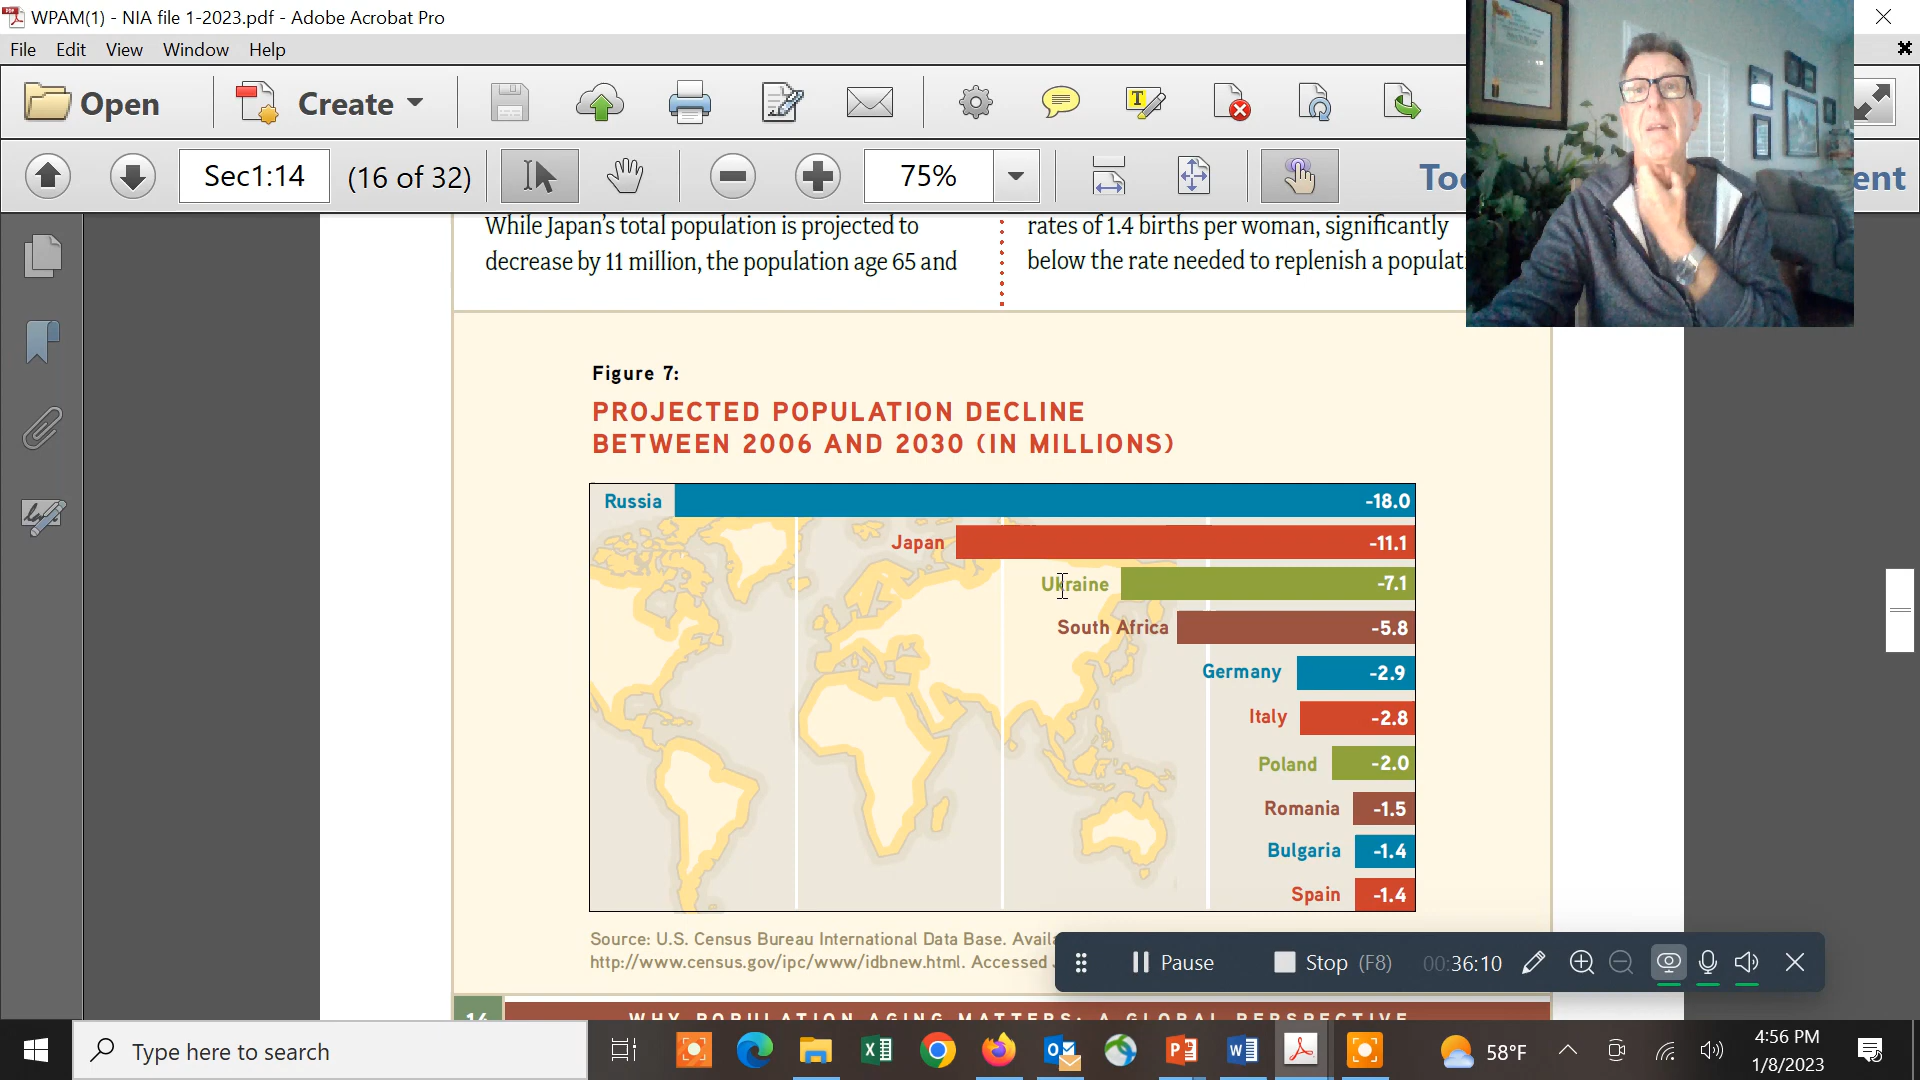 WPAM(1) - NIA file 1-2023.pdf - Adobe Acrobat Pro
File Edit View Window Help
Open Create
Sec1:14 (16 of 32) 75%
While Japan's total population is projected to
decrease by 11 million, the population age 65 and
rates of 1.4 births per woman, significantly
below the rate needed to replenish a
Figure 7:
PROJECTED POPULATION DECLINE
BETWEEN 2006 AND 2030 (IN MILLIONS)
Russia -18.0
Japan -11.1
Ukraine -7.1
South Africa -5.8
Germany -2.9
Italy -2.8
Poland -2.0
Romania -1.5
Bulgaria -1.4
Spain -1.4
Source: U.S. Census Bureau International Data Base.
http://www.census.gov/ipc/www/idbnew.html. Accessed
14 WHY POPULATION AGING MATTERS: A GLOBAL PERSPECTIVE
Pause Stop (F8) 00:36:10
Type here to search
58°F
4:56 PM
1/8/2023